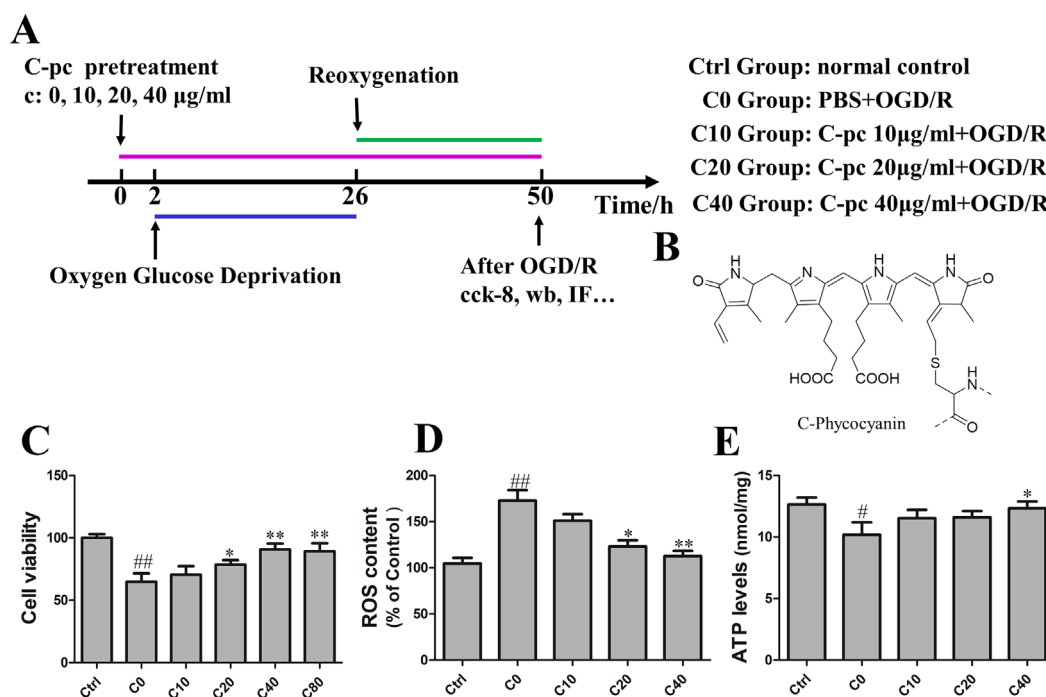 A
C-pc pretreatment
c: 0, 10, 20, 40 μg/ml
Reoxygenation
0 2 26 50 Time/h
Oxygen Glucose Deprivation
After OGD/R
cck-8, wb, IF…
Ctrl Group: normal control
C0 Group: PBS+OGD/R
C10 Group: C-pc 10μg/ml+OGD/R
C20 Group: C-pc 20μg/ml+OGD/R
C40 Group: C-pc 40μg/ml+OGD/R
B
O
H
N
N
H
N
H
N
O
HOOC
COOH
S
H
N
O
C-Phycocyanin
C
Cell viability
150
100
50
0
##
*
**
**
Ctrl
C0
C10
C20
C40
C80
D
ROS content
(% of Control )
200
150
100
50
0
##
*
**
Ctrl
C0
C10
C20
C40
E
ATP levels (nmol/mg)
15
10
5
0
#
*
Ctrl
C0
C10
C20
C40